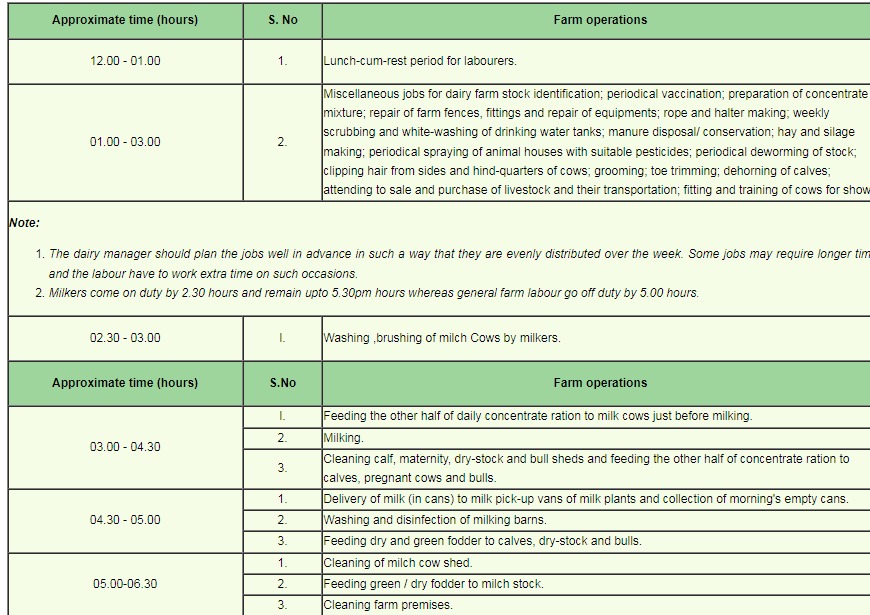 Approximate time (hours) S. No Farm operations
12.00 - 01.00 1. Lunch-cum-rest period for labourers.
Miscellaneous jobs for dairy farm stock identification; periodical vaccination; preparation of concentrate
mixture; repair of farm fences, fittings and repair of equipments; rope and halter making; weekly
scrubbing and white-washing of drinking water tanks; manure disposal/ conservation; hay and silage
01.00 - 03.00 2. making; periodical spraying of animal houses with suitable pesticides; periodical deworming of stock;
clipping hair from sides and hind-quarters of cows; grooming; toe trimming; dehorning of calves;
attending to sale and purchase of livestock and their transportation; fitting and training of cows for show
Note:
1. The dairy manager should plan the jobs well in advance in such a way that they are evenly distributed over the week. Some jobs may require longer tim
and the labour have to work extra time on such occasions.
2. Milkers come on duty by 2.30 hours and remain upto 5.30pm hours whereas general farm labour go off duty by 5.00 hours.
02.30 - 03.00 I. Washing ,brushing of milch Cows by milkers.
Approximate time (hours) S.No Farm operations
03.00 - 04.30 I. Feeding the other half of daily concentrate ration to milk cows just before milking.
2. Milking.
3. Cleaning calf, maternity, dry-stock and bull sheds and feeding the other half of concentrate ration to
calves, pregnant cows and bulls.
04.30 - 05.00 1. Delivery of milk (in cans) to milk pick-up vans of milk plants and collection of morning's empty cans.
2. Washing and disinfection of milking barns.
3. Feeding dry and green fodder to calves, dry-stock and bulls.
05.00-06.30 1. Cleaning of milch cow shed.
2. Feeding green / dry fodder to milch stock.
3. Cleaning farm premises.